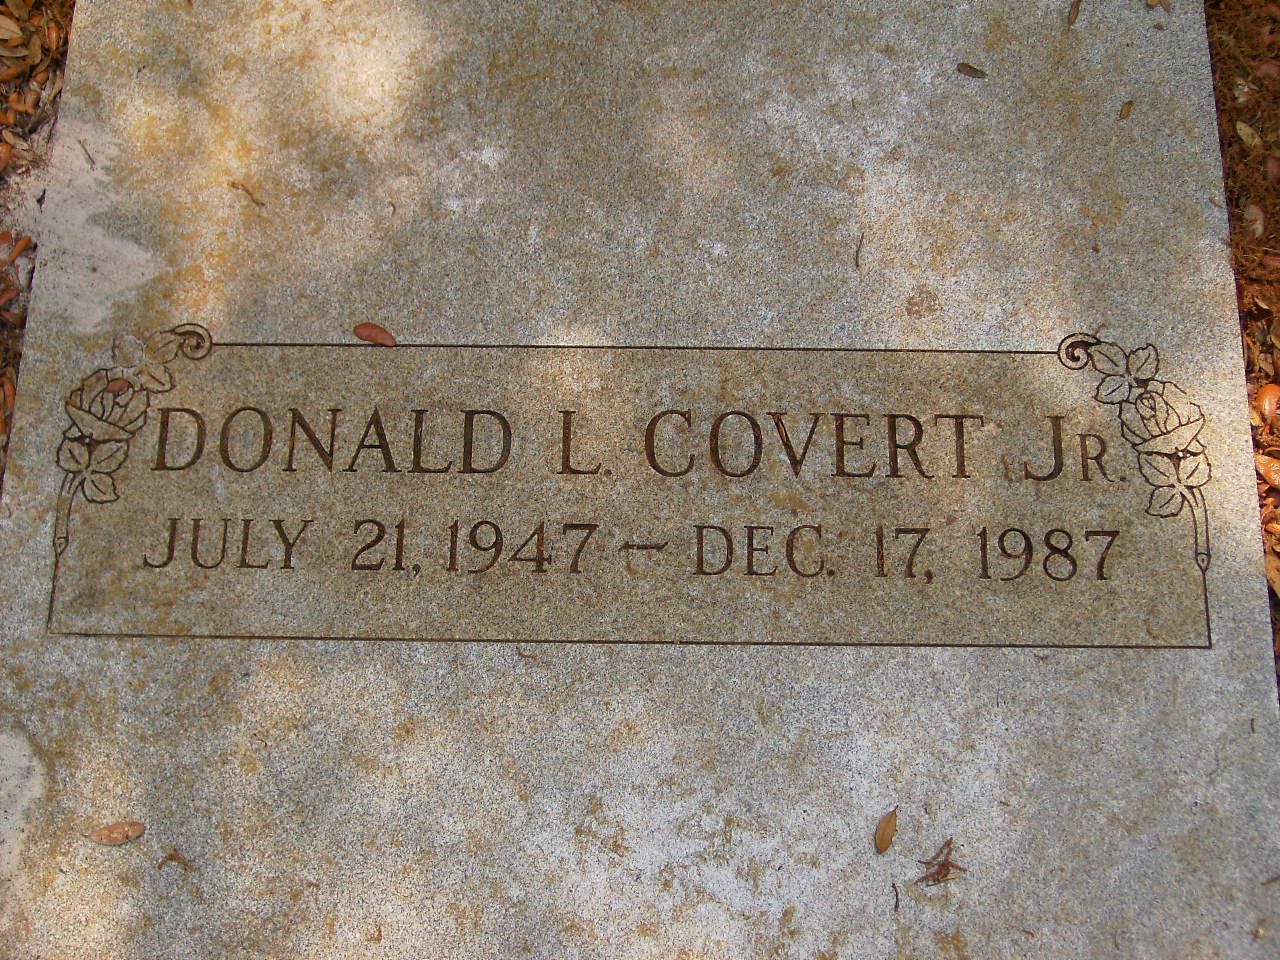 DONALD L. COVERT JR.
JULY 21, 1947 – DEC. 17, 1987